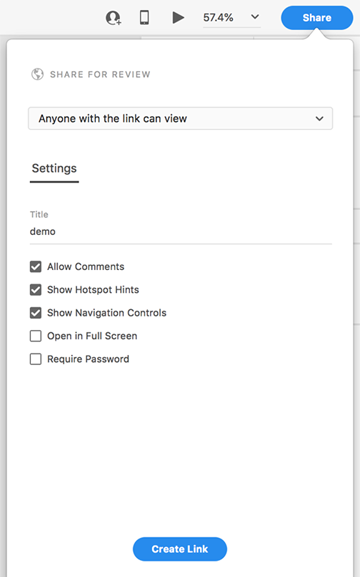 57.4%
Share
SHARE FOR REVIEW
Anyone with the link can view
Settings
Title
demo
Allow Comments
Show Hotspot Hints
Show Navigation Controls
Open in Full Screen
Require Password
Create Link